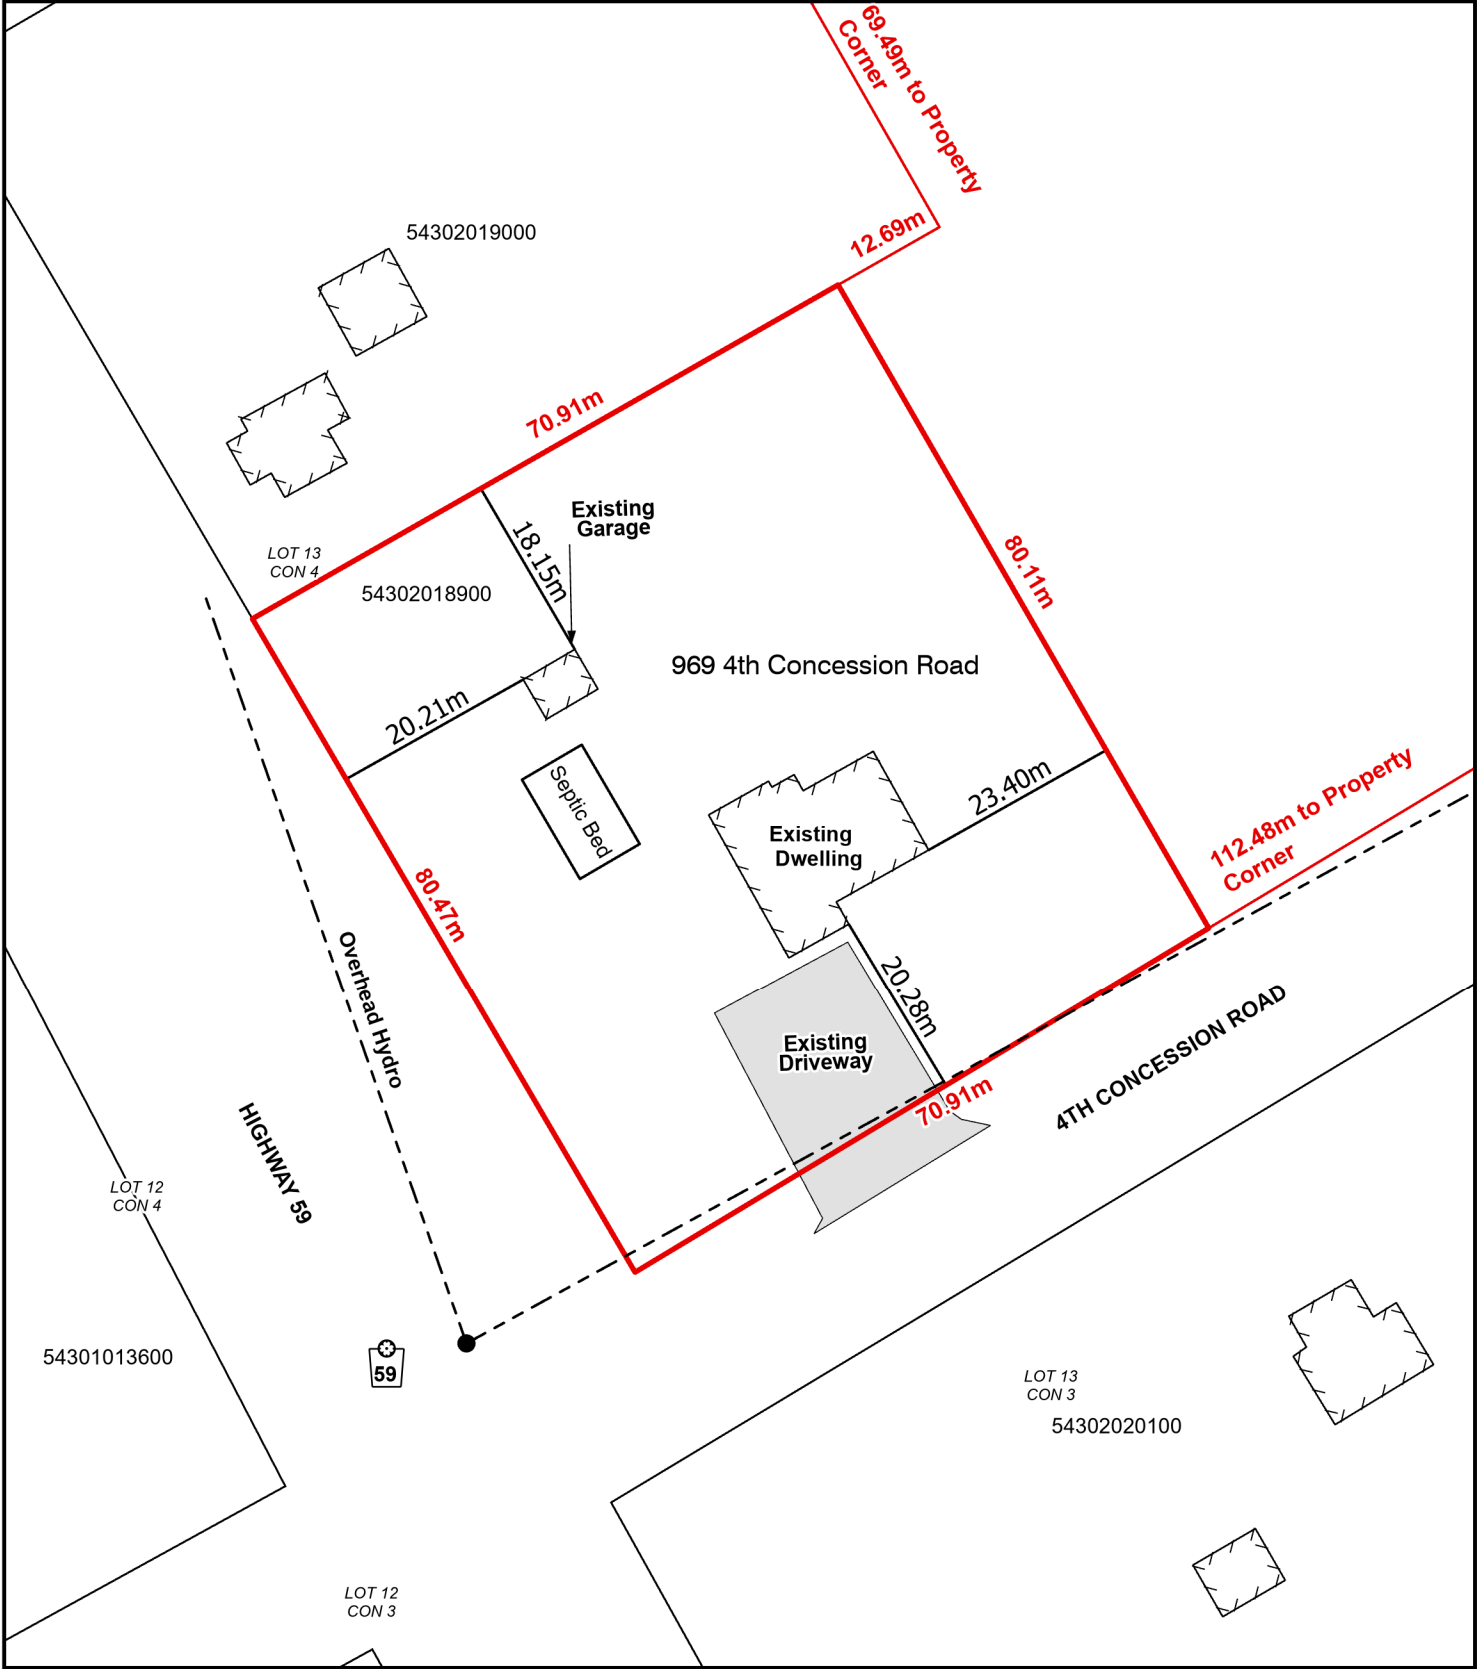 69.49m to Property
Corner
12.69m
54302019000
70.91m
Existing
Garage
18.15m
LOT 13
CON 4
54302018900
80.11m
969 4th Concession Road
20.21m
Septic Bed
23.40m
112.48m to Property
Corner
Existing
Dwelling
80.47m
Overhead Hydro
20.28m
Existing
Driveway
70.91m
4TH CONCESSION ROAD
HIGHWAY 59
LOT 12
CON 4
54301013600
59
LOT 13
CON 3
54302020100
LOT 12
CON 3